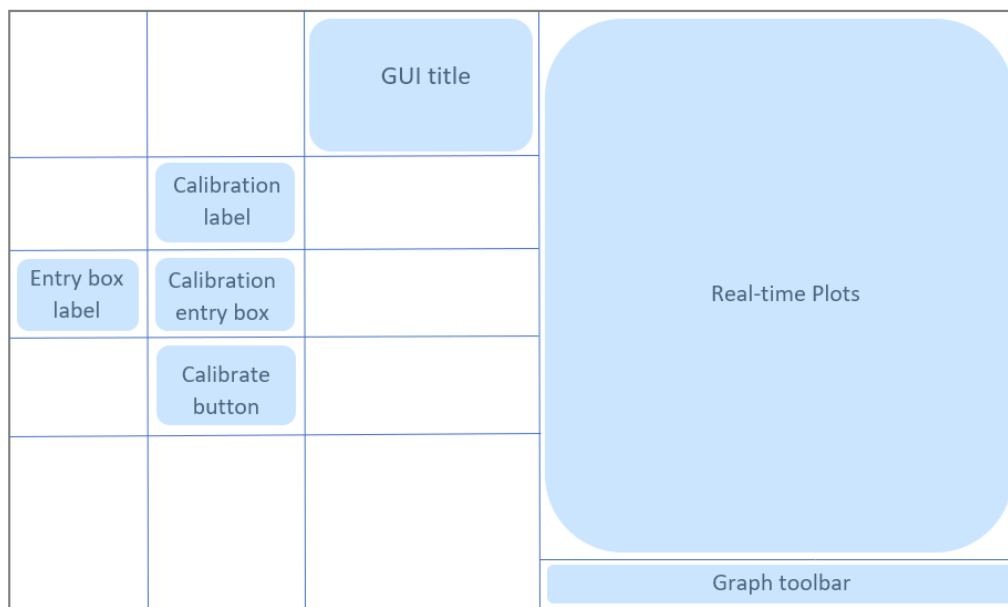 GUI title
Calibration
label
Entry box
label
Calibration
entry box
Real-time Plots
Calibrate
button
Graph toolbar